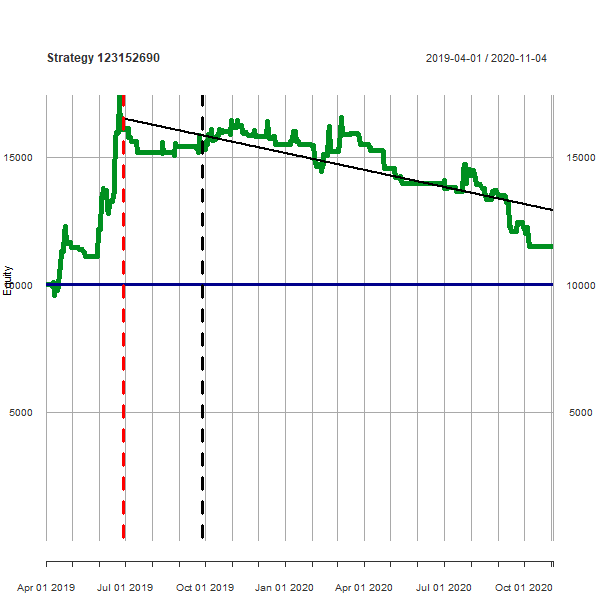 Strategy 123152690
2019-04-01 / 2020-11-04
15000
15000
Equity
10000
10000
5000
5000
Apr 01 2019
Jul 01 2019
Oct 01 2019
Jan 01 2020
Apr 01 2020
Jul 01 2020
Oct 01 2020